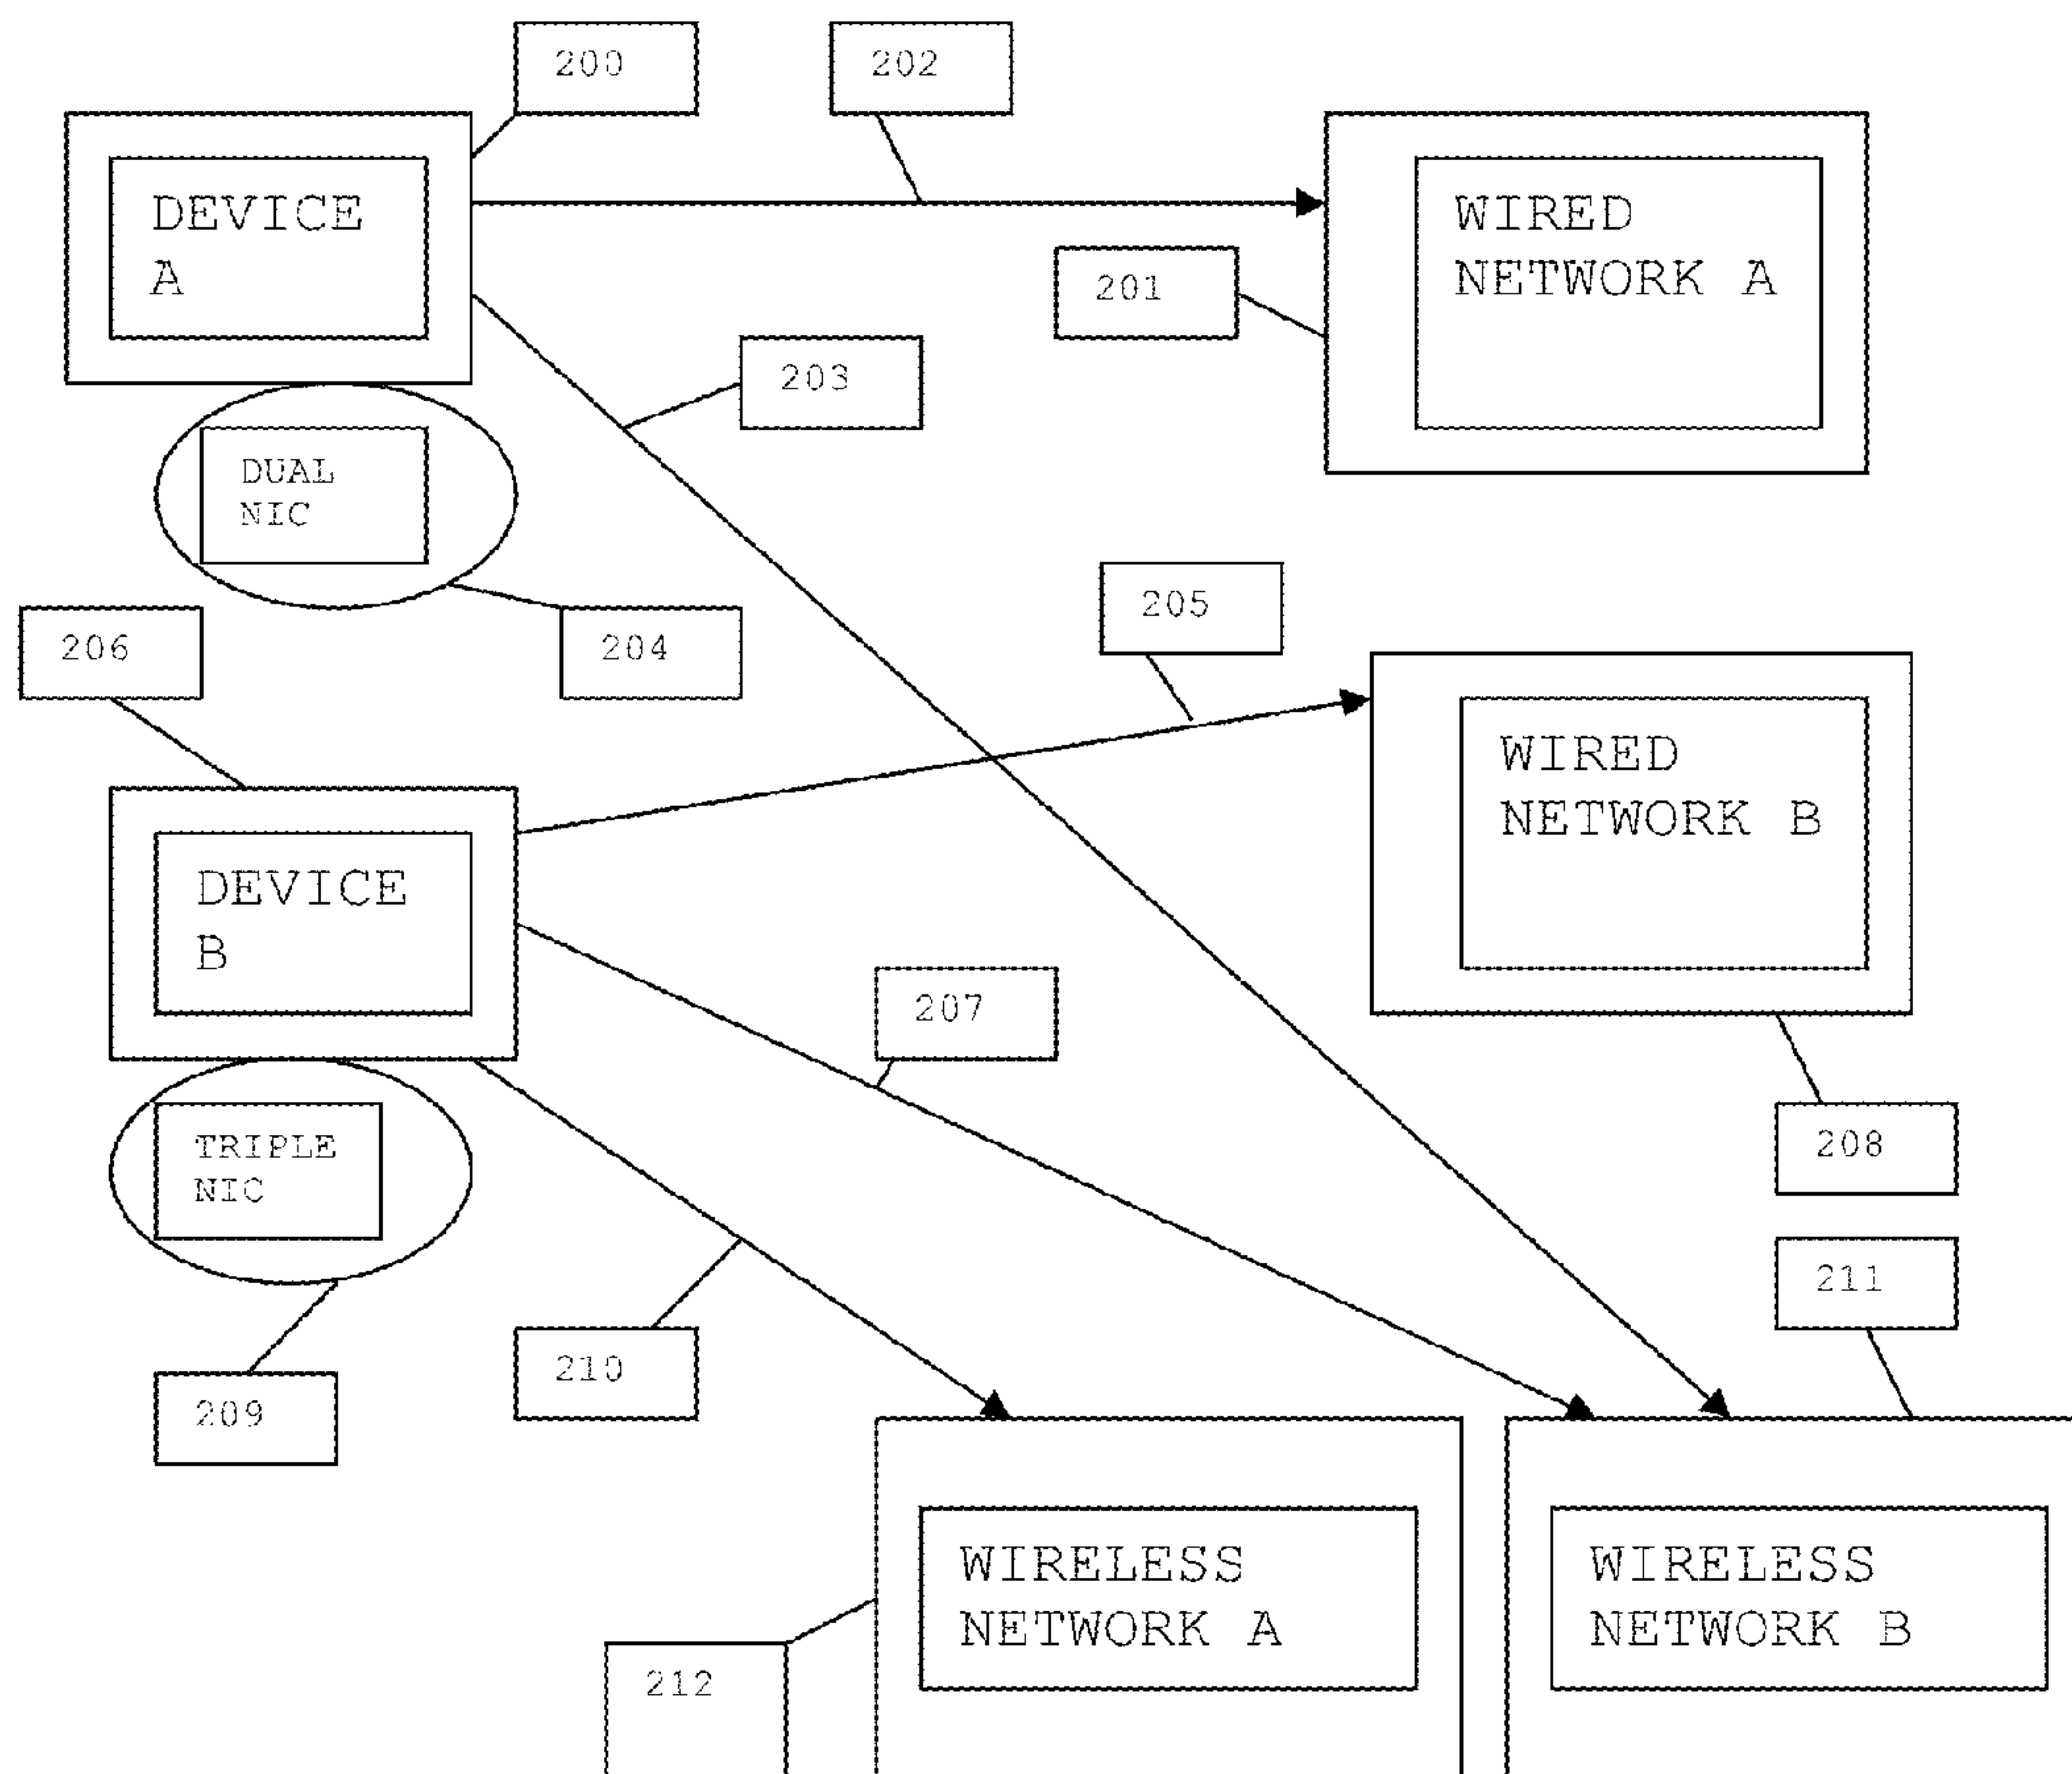 200
202
DEVICE
A
WIRED
NETWORK A
201
203
DUAL
NIC
205
206
204
WIRED
NETWORK B
DEVICE
B
207
208
TRIPLE
NIC
211
210
209
WIRELESS
NETWORK A
WIRELESS
NETWORK B
212